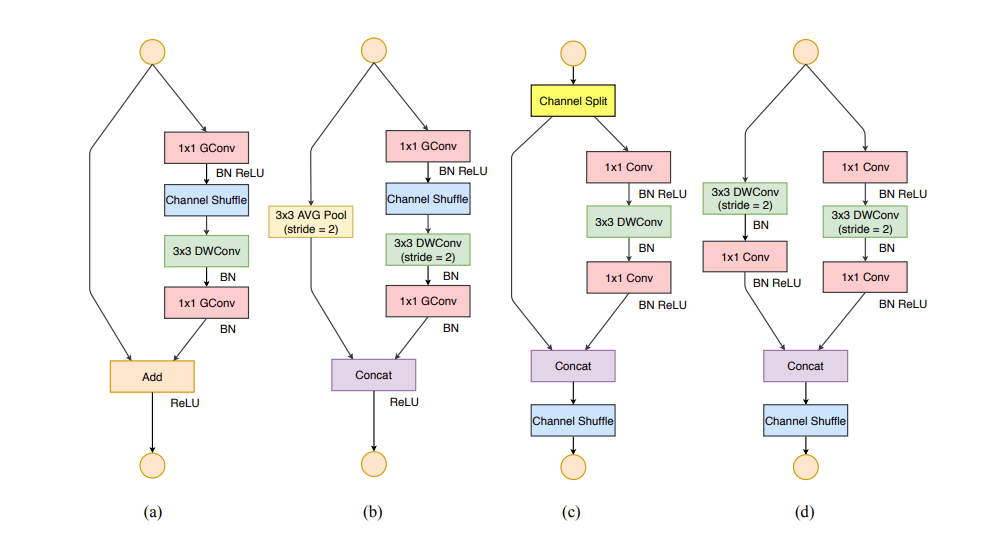 1x1 GConv
BN ReLU
Channel Shuffle
3x3 DWConv
BN
1x1 GConv
BN
Add
ReLU
(a)
1x1 GConv
BN ReLU
Channel Shuffle
3x3 AVG Pool
(stride = 2)
3x3 DWConv
(stride = 2)
BN
1x1 GConv
BN
Concat
ReLU
(b)
Channel Split
1x1 Conv
BN ReLU
3x3 DWConv
BN
1x1 Conv
BN ReLU
Concat
Channel Shuffle
(c)
3x3 DWConv
(stride = 2)
BN
1x1 Conv
BN ReLU
1x1 Conv
BN ReLU
3x3 DWConv
(stride = 2)
BN
1x1 Conv
BN ReLU
Concat
Channel Shuffle
(d)